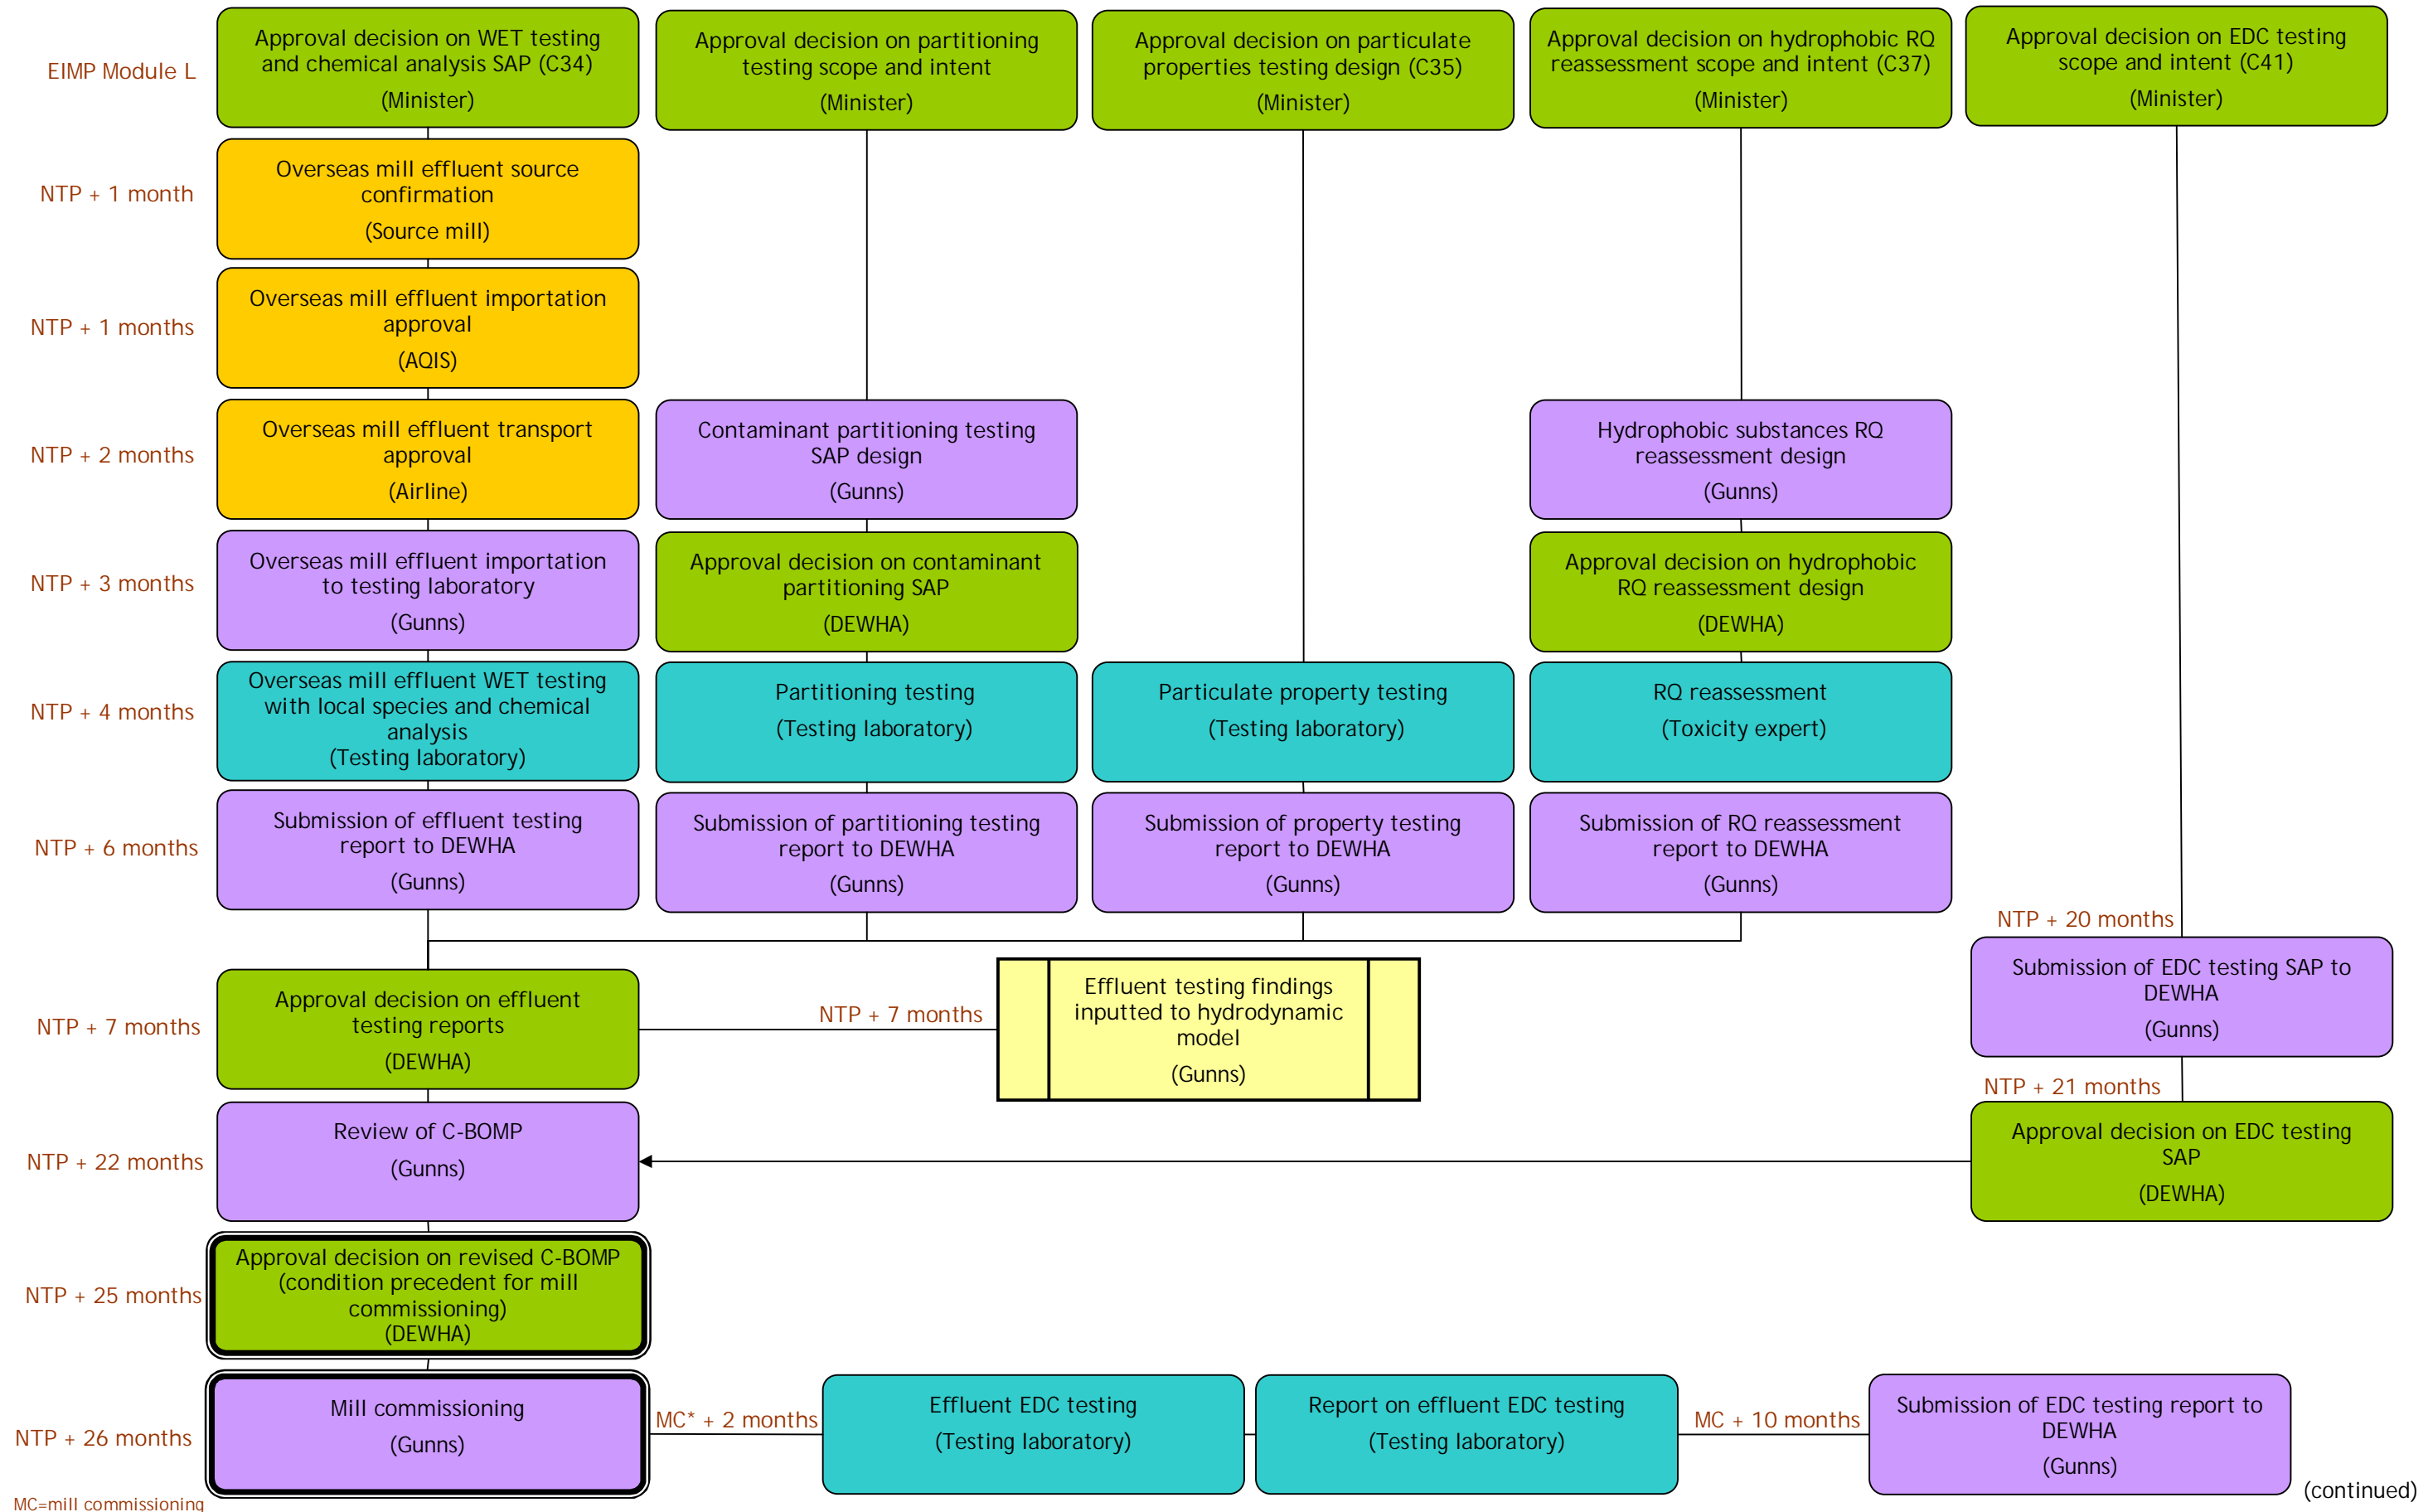 EIMP Module L
Approval decision on WET testing
and chemical analysis SAP (C34)
(Minister)
Approval decision on partitioning
testing scope and intent
(Minister)
Approval decision on particulate
properties testing design (C35)
(Minister)
Approval decision on hydrophobic RQ
reassessment scope and intent (C37)
(Minister)
Approval decision on EDC testing
scope and intent (C41)
(Minister)
NTP + 1 month
Overseas mill effluent source
confirmation
(Source mill)
NTP + 1 months
Overseas mill effluent importation
approval
(AQIS)
NTP + 2 months
Overseas mill effluent transport
approval
(Airline)
Contaminant partitioning testing
SAP design
(Gunns)
Hydrophobic substances RQ
reassessment design
(Gunns)
NTP + 3 months
Overseas mill effluent importation
to testing laboratory
(Gunns)
Approval decision on contaminant
partitioning SAP
(DEWHA)
Approval decision on hydrophobic
RQ reassessment design
(DEWHA)
NTP + 4 months
Overseas mill effluent WET testing
with local species and chemical
analysis
(Testing laboratory)
Partitioning testing
(Testing laboratory)
Particulate property testing
(Testing laboratory)
RQ reassessment
(Toxicity expert)
NTP + 6 months
Submission of effluent testing
report to DEWHA
(Gunns)
Submission of partitioning testing
report to DEWHA
(Gunns)
Submission of property testing
report to DEWHA
(Gunns)
Submission of RQ reassessment
report to DEWHA
(Gunns)
NTP + 20 months
Submission of EDC testing SAP to
DEWHA
(Gunns)
NTP + 7 months
Approval decision on effluent
testing reports
(DEWHA)
NTP + 7 months
Effluent testing findings
inputted to hydrodynamic
model
(Gunns)
NTP + 21 months
Approval decision on EDC testing
SAP
(DEWHA)
NTP + 22 months
Review of C-BOMP
(Gunns)
NTP + 25 months
Approval decision on revised C-BOMP
(condition precedent for mill
commissioning)
(DEWHA)
NTP + 26 months
Mill commissioning
(Gunns)
MC* + 2 months
Effluent EDC testing
(Testing laboratory)
Report on effluent EDC testing
(Testing laboratory)
MC + 10 months
Submission of EDC testing report to
DEWHA
(Gunns)
(continued)
MC=mill commissioning